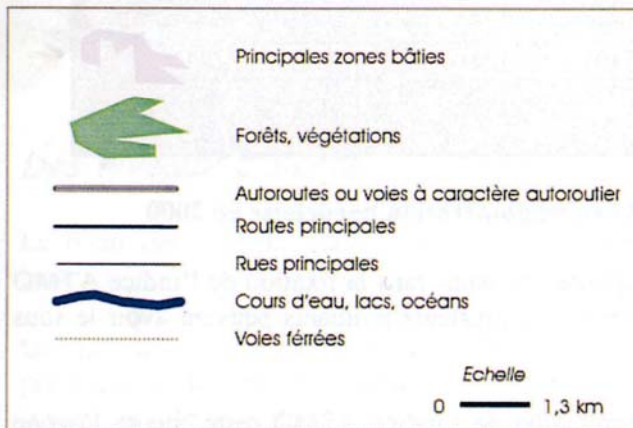 Principales zones bâties
Forêts, végétations
Autoroutes ou voies à caractère autoroutier
Routes principales
Rues principales
Cours d'eau, lacs, océans
Voies férrées
Echelle
0 1,3 km